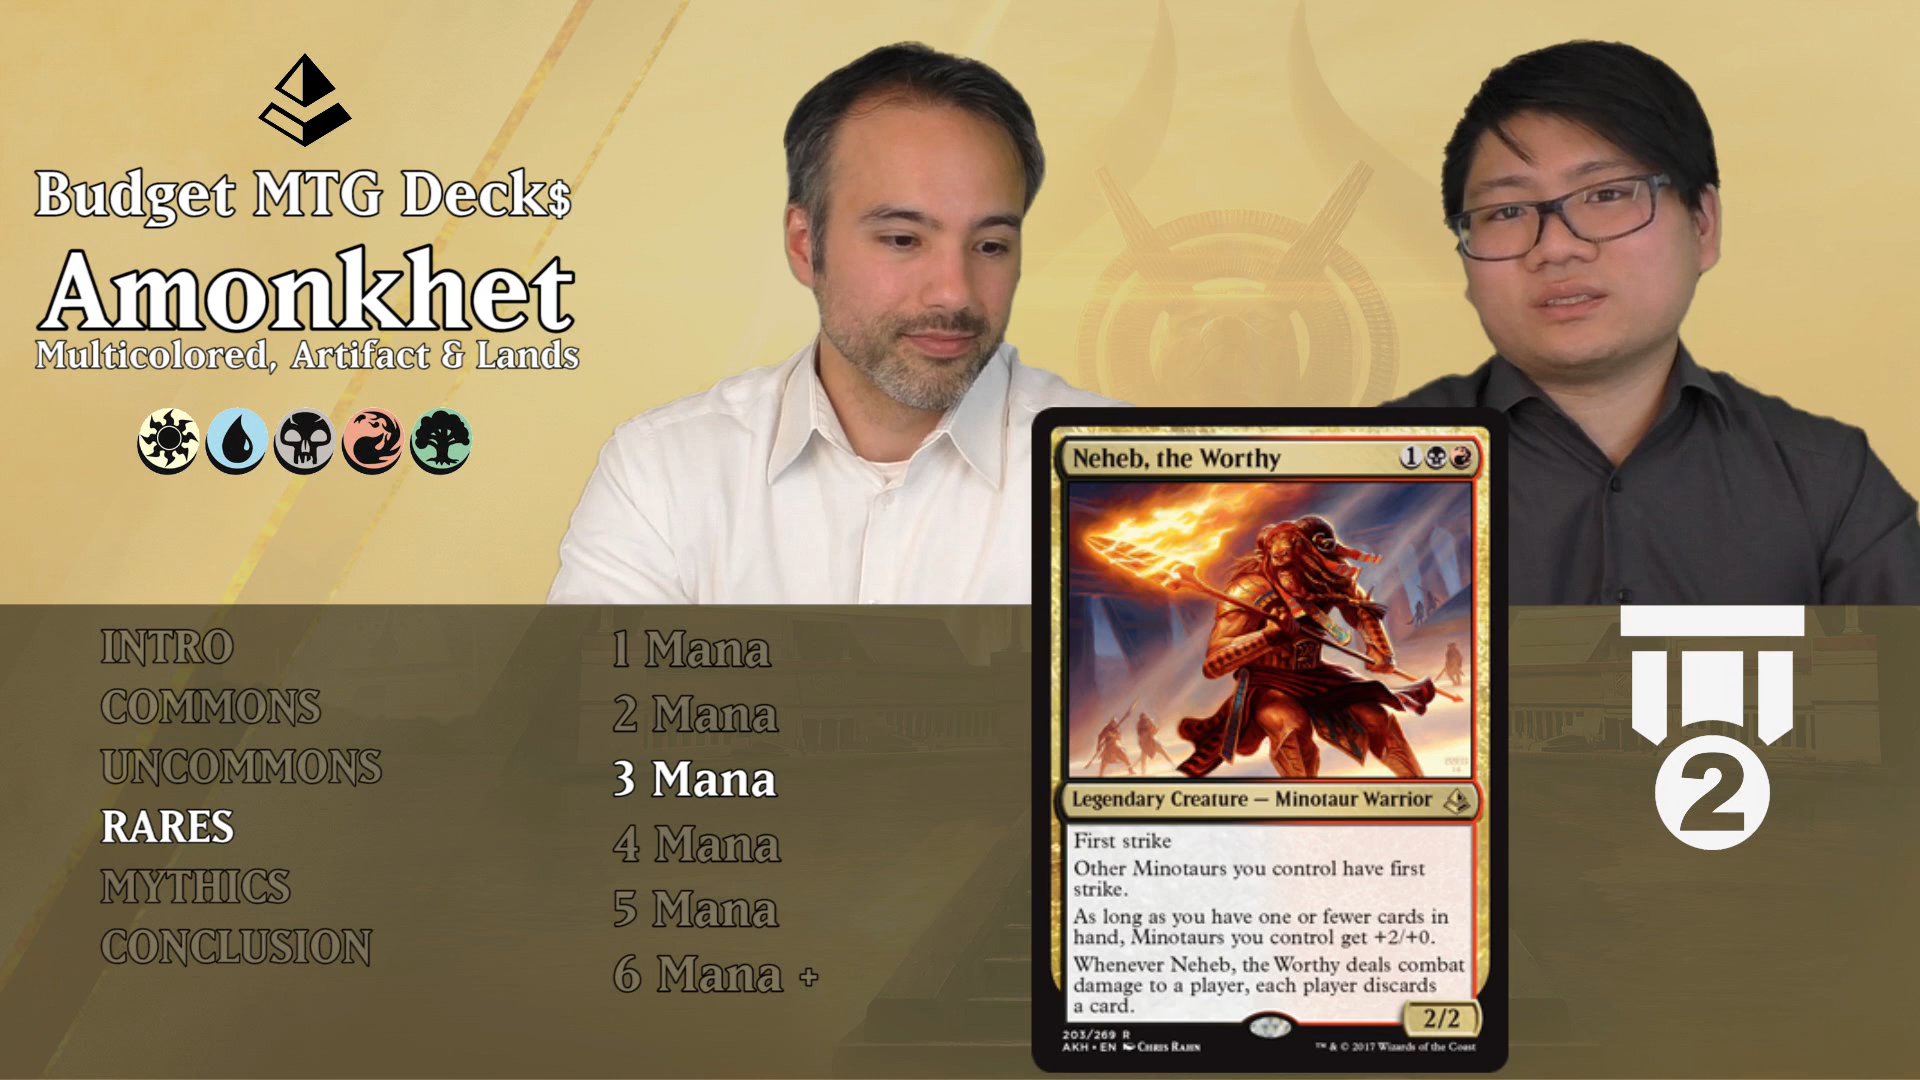 Budget MTG Deck$
Amonkhet
Multicolored, Artifact & Lands
INTRO
COMMONS
UNCOMMONS
RARES
MYTHICS
CONCLUSION
1 Mana
2 Mana
3 Mana
4 Mana
5 Mana
6 Mana +
Neheb, the Worthy 1
Legendary Creature — Minotaur Warrior
First strike
Other Minotaurs you control have first
strike.
As long as you have one or fewer cards in
hand, Minotaurs you control get +2/+0.
Whenever Neheb, the Worthy deals combat
damage to a player, each player discards
a card.
2/2
203/269 R
AKH • EN Chris Rahn
™ & © 2017 Wizards of the Coast
2